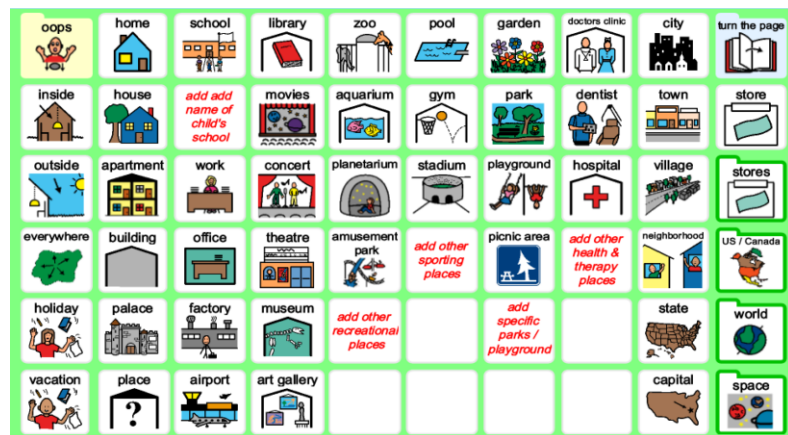 oops
home
school
library
zoo
pool
garden
doctors clinic
city
turn the page
inside
house
add add
name of
child's
school
movies
aquarium
gym
park
dentist
town
store
outside
apartment
work
concert
planetarium
stadium
playground
hospital
village
stores
everywhere
building
office
theatre
amusement
park
add other
sporting
places
picnic area
add other
health &
therapy
places
neighborhood
US / Canada
holiday
palace
factory
museum
add other
recreational
places
add
specific
parks /
playground
state
world
vacation
place
?
airport
art gallery
capital
space